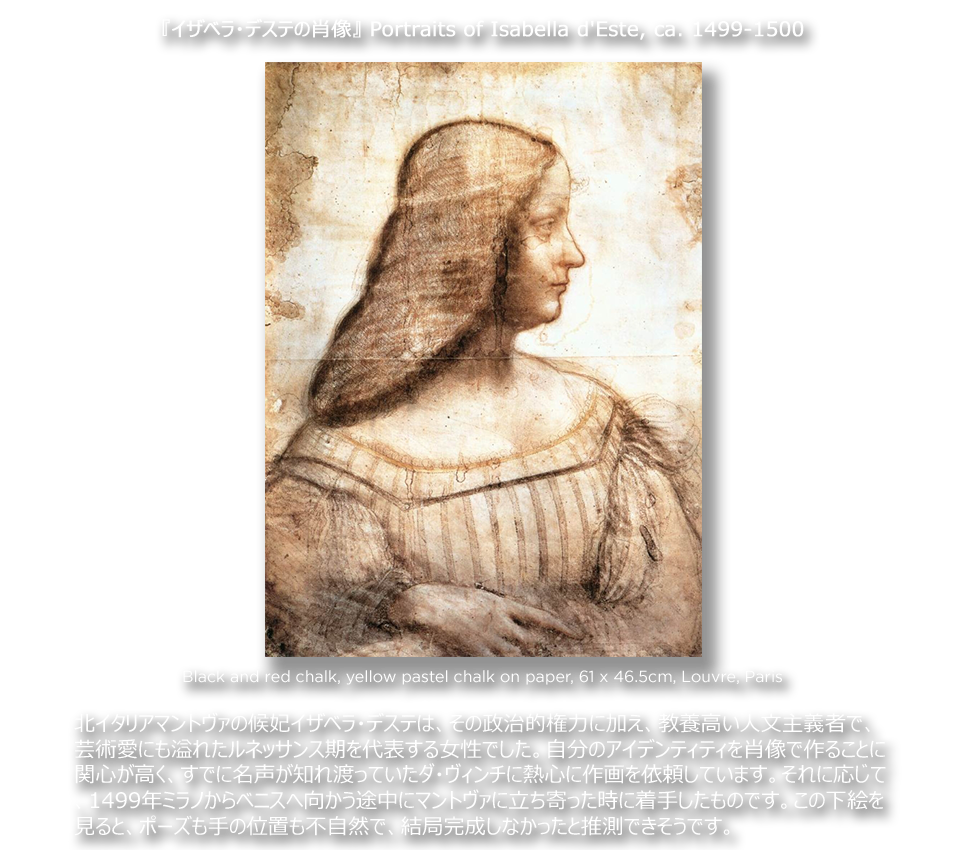 『イザベラ・デステの肖像』 Portraits of Isabella d'Este, ca. 1499-1500
Black and red chalk, yellow pastel chalk on paper, 61 x 46.5cm, Louvre, Paris
北イタリアマントヴァの候妃イザベラ・デステは、その政治的権力に加え、教養高い人文主義者で、
芸術愛にも溢れたルネッサンス期を代表する女性でした。自分のアイデンティティを肖像で作ることに
関心が高く、すでに名声が知れ渡っていたダ・ヴィンチに熱心に作画を依頼しています。それに応じて
1499年ミラノからベニスへ向かう途中にマントヴァに立ち寄った時に着手したものです。この下絵を
見ると、ポーズも手の位置も不自然で、結局完成しなかったと推測できそうです。